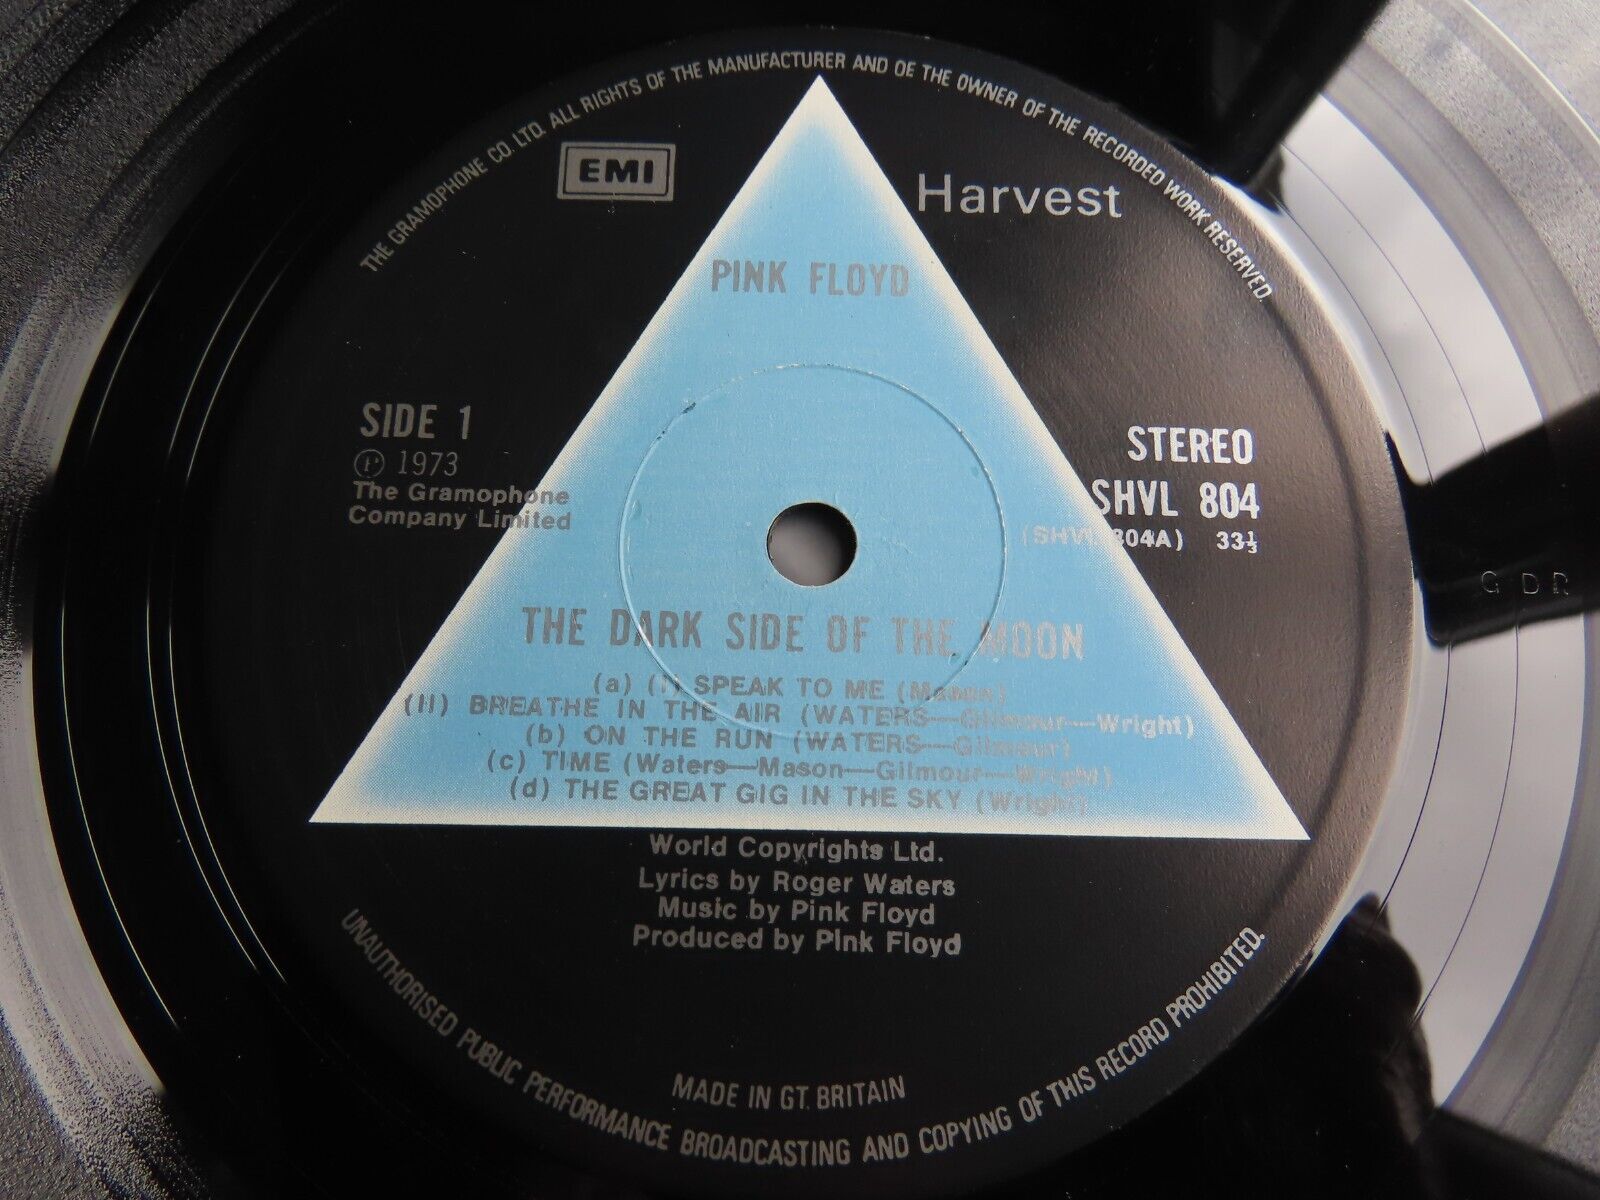 THE GRAMOPHONE CO. LTD. ALL RIGHTS OF THE MANUFACTURER AND OF THE OWNER OF THE RECORDED WORK RESERVED.
EMI
Harvest
PINK FLOYD
SIDE 1
℗ 1973
The Gramophone
Company Limited
STEREO
SHVL 804
(SHVL 804A) 33⅓
GDR
THE DARK SIDE OF THE MOON
(a) (I) SPEAK TO ME (Mason)
(II) BREATHE IN THE AIR (WATERS—Gilmour—Wright)
(b) ON THE RUN (WATERS—Gilmour)
(c) TIME (Waters—Mason—Gilmour—Wright)
(d) THE GREAT GIG IN THE SKY (Wright)
World Copyrights Ltd.
Lyrics by Roger Waters
Music by Pink Floyd
Produced by Pink Floyd
MADE IN GT. BRITAIN
UNAUTHORISED PUBLIC PERFORMANCE BROADCASTING AND COPYING OF THIS RECORD PROHIBITED.